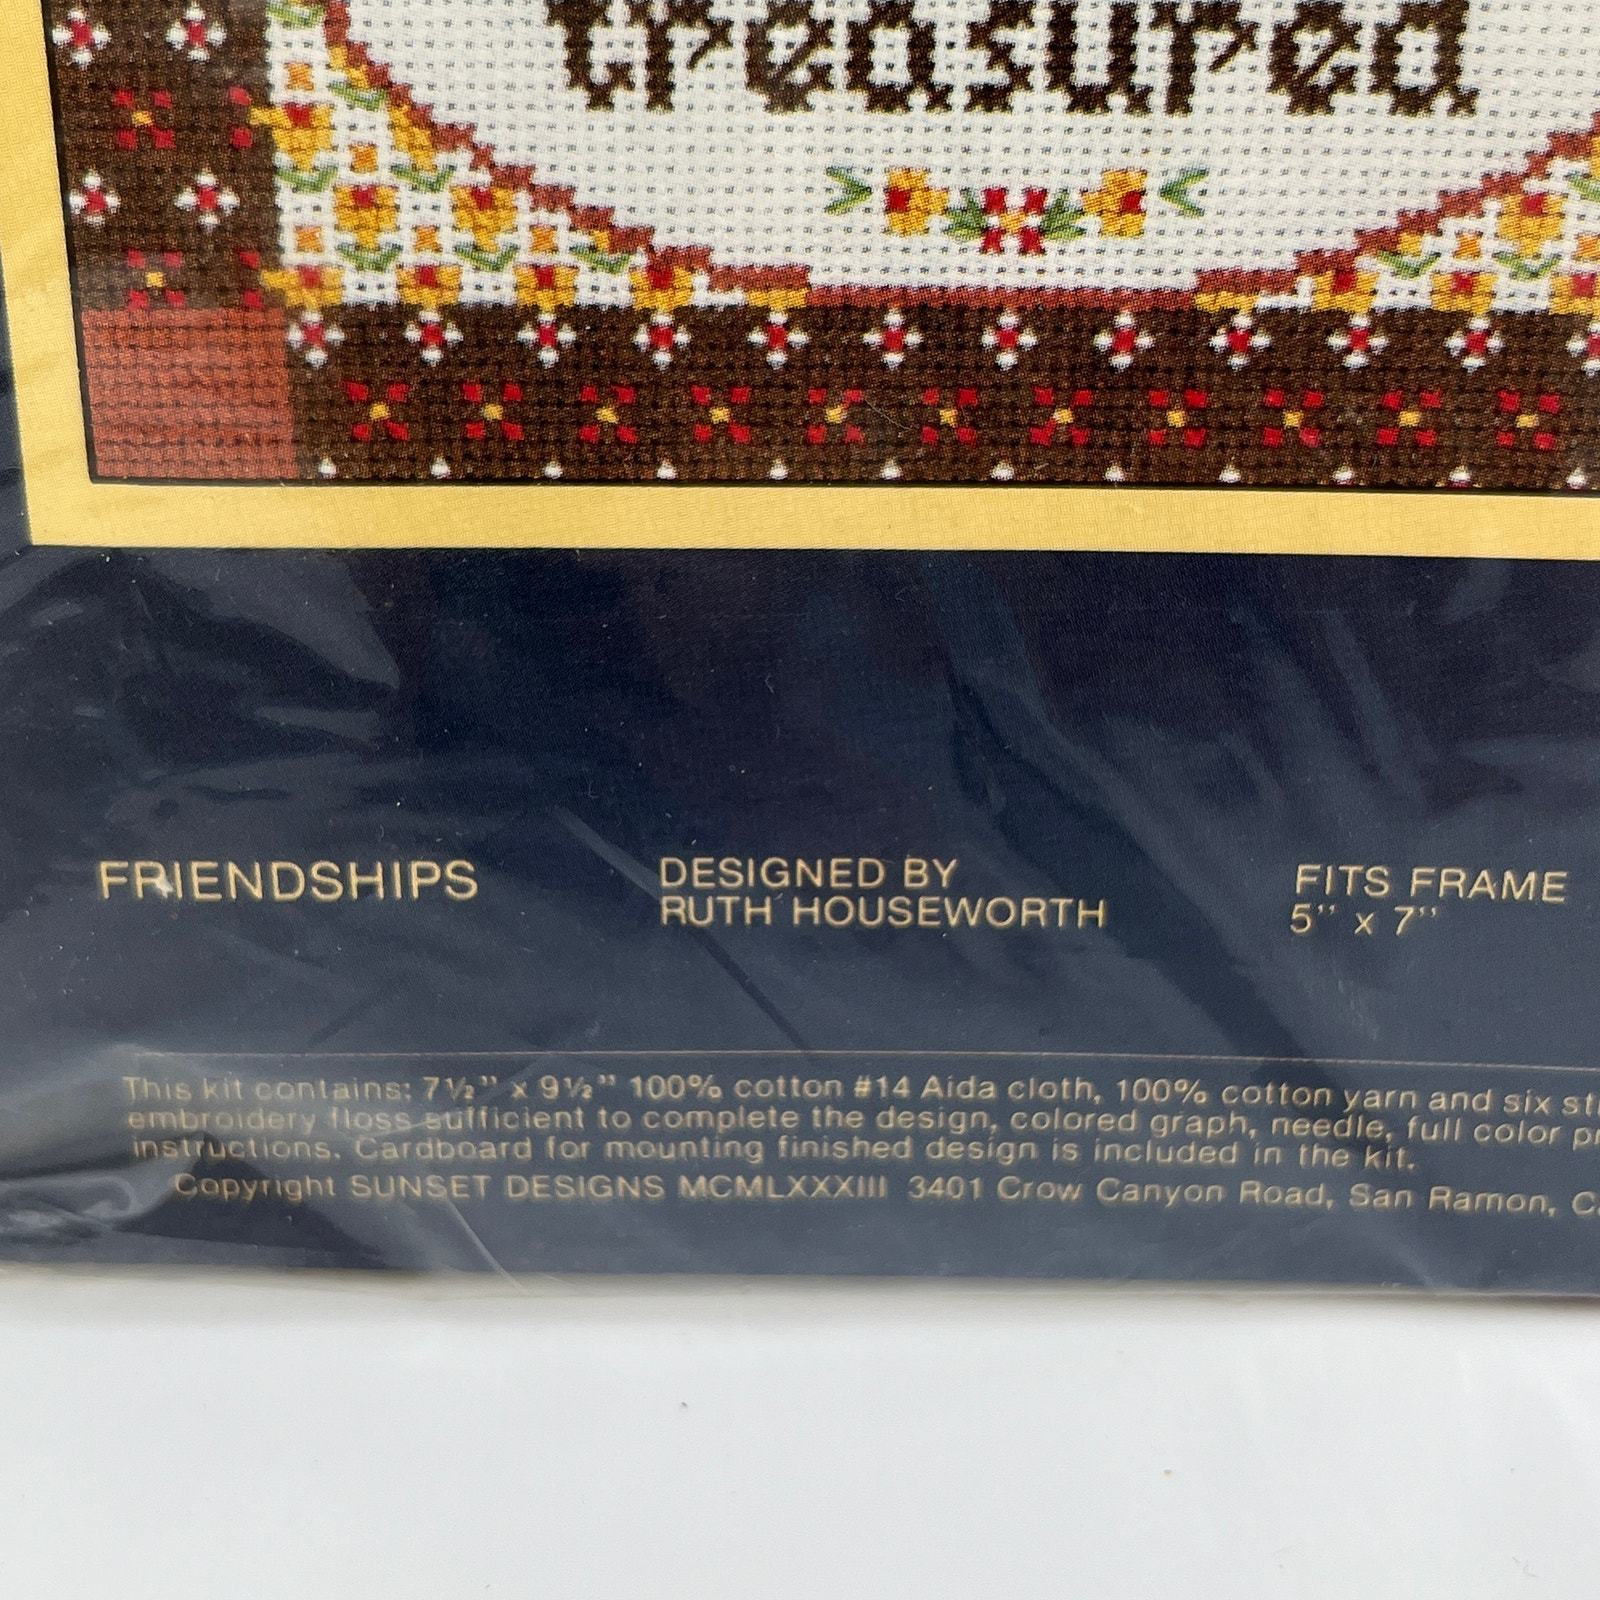 treasured
FRIENDSHIPS
DESIGNED BY
RUTH HOUSEWORTH
FITS FRAME
5" x 7"
This kit contains: 7½" x 9½" 100% cotton #14 Aida cloth, 100% cotton yarn and six
embroidery floss sufficient to complete the design, colored graph, needle, full color
instructions. Cardboard for mounting finished design is included in the kit.
Copyright SUNSET DESIGNS MCMLXXXIII 3401 Crow Canyon Road, San Ramon,